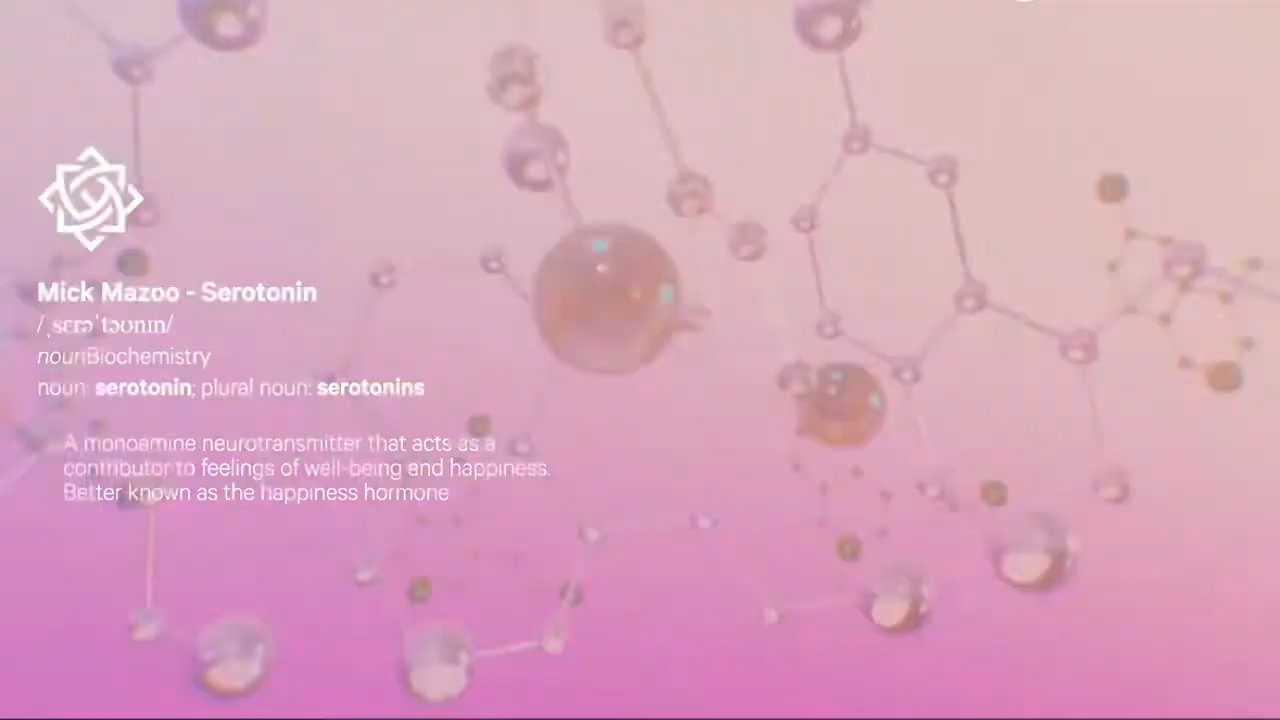 Mick Mazoo - Serotonin
/ˌsɛrəˈtəʊnɪn/
nounBiochemistry
noun: serotonin; plural noun: serotonins
A monoamine neurotransmitter that acts as a
contributor to feelings of well-being and happiness.
Better known as the happiness hormone